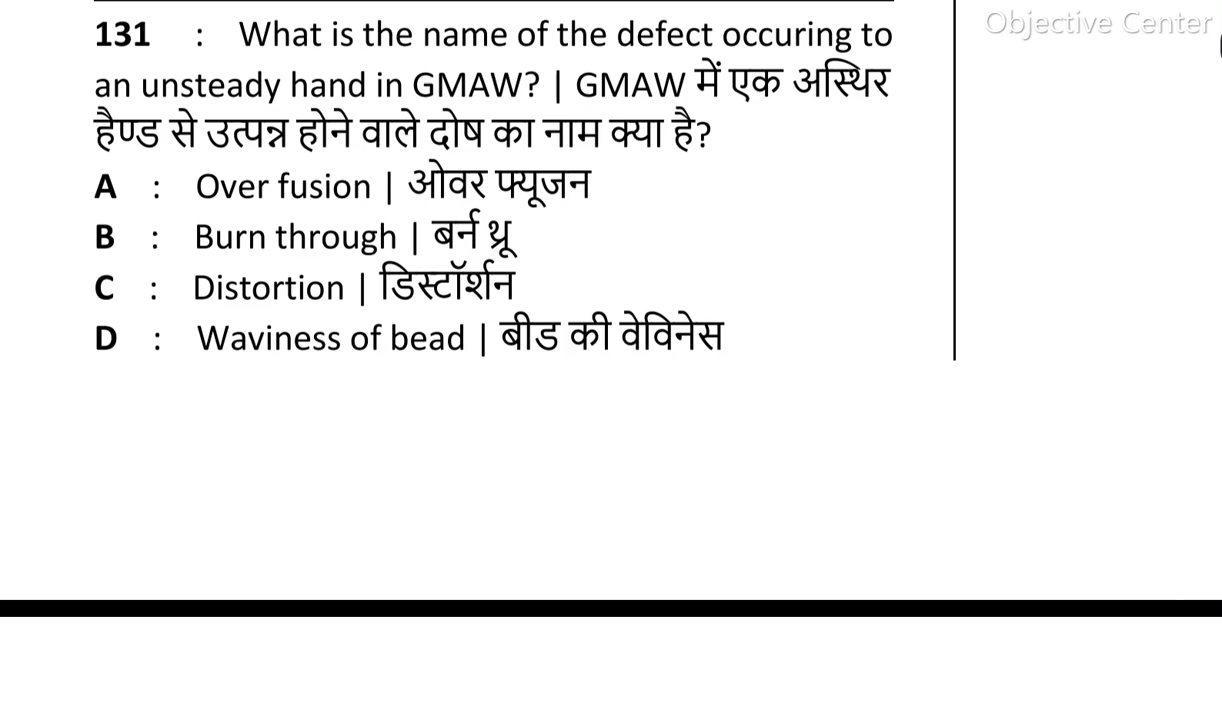 Objective Center
131 : What is the name of the defect occuring to
an unsteady hand in GMAW? | GMAW में एक अस्थिर
हैण्ड से उत्पन्न होने वाले दोष का नाम क्या है?
A : Over fusion | ओवर फ्यूजन
B : Burn through | बर्न थ्रू
C : Distortion | डिस्टॉर्शन
D : Waviness of bead | बीड की वेविनेस